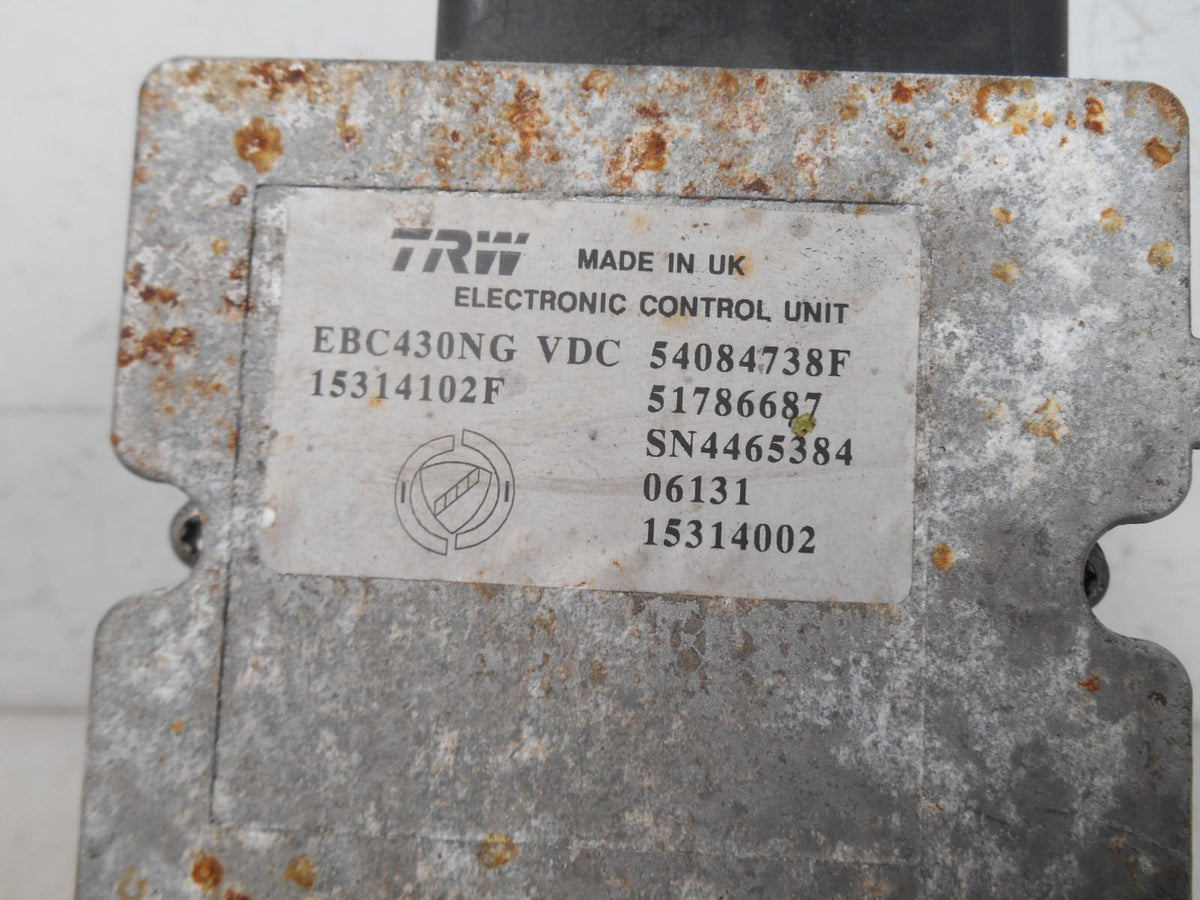 TRW MADE IN UK
ELECTRONIC CONTROL UNIT
EBC430NG VDC 54084738F
15314102F 51786687
SN4465384
06131
15314002